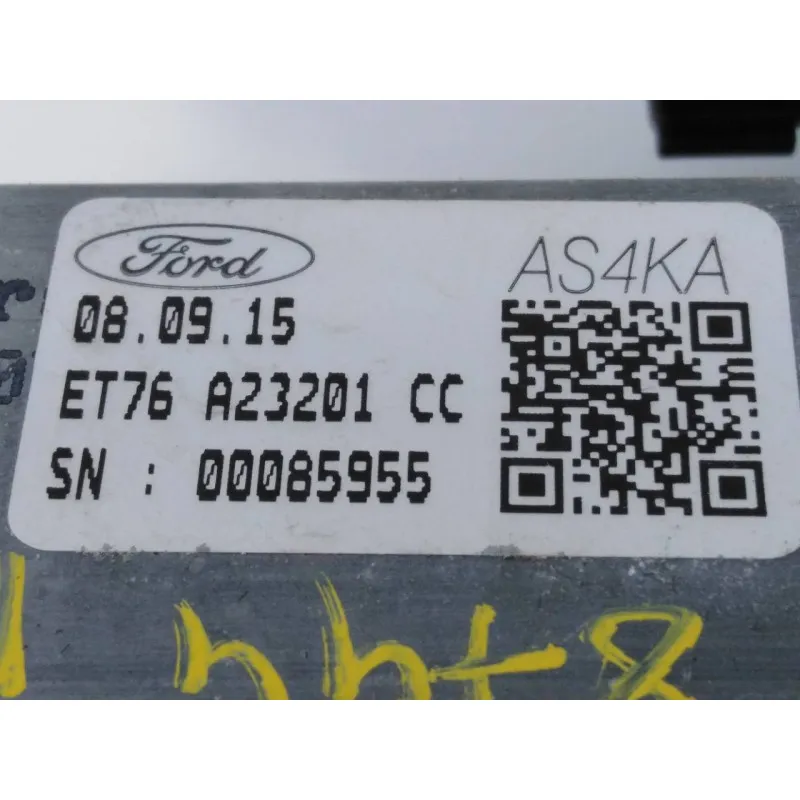 Ford
AS4KA
08.09.15
ET76 A23201 CC
SN : 00085955